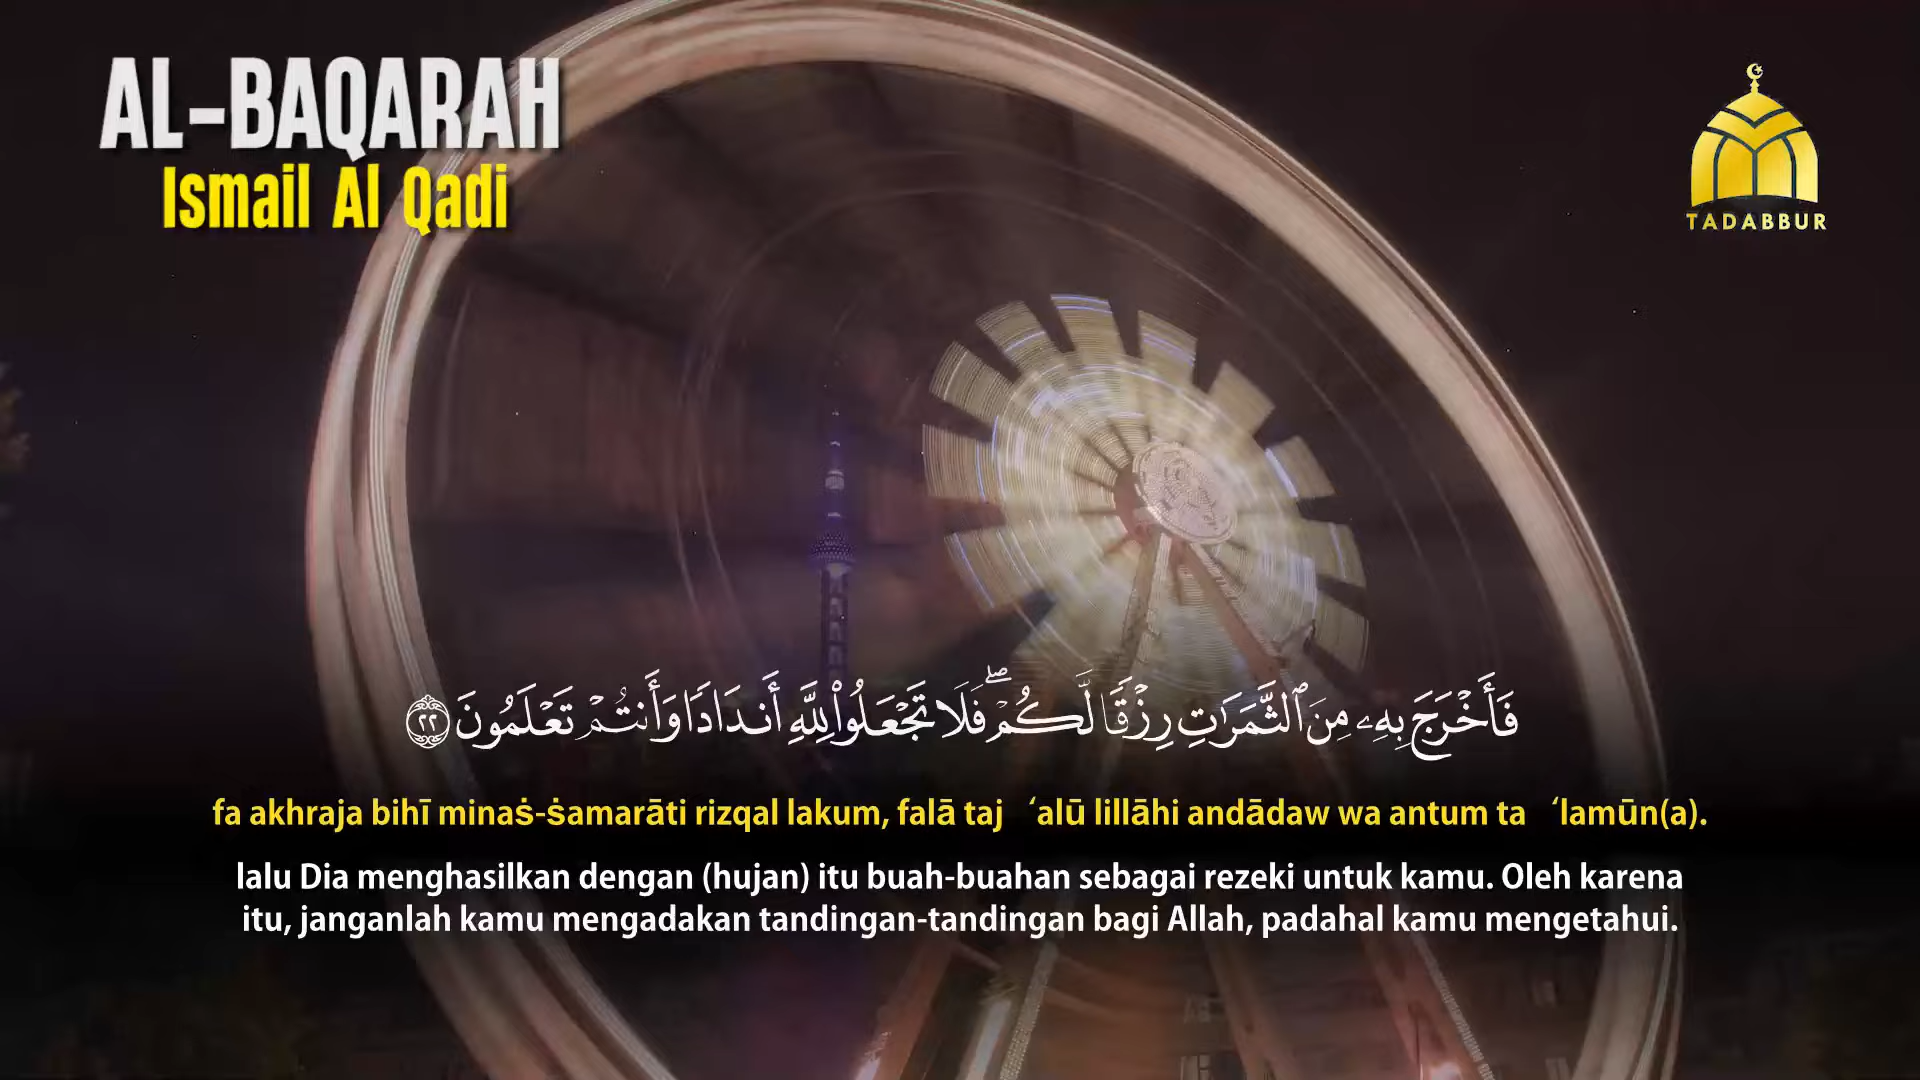 AL-BAQARAH
Ismail Al Qadi
TADABBUR
فَأَخْرَجَ بِهِۦ مِنَ ٱلثَّمَرَٰتِ رِزْقًا لَّكُمْ ۖ فَلَا تَجْعَلُوا۟ لِلَّهِ أَندَادًا وَأَنتُمْ تَعْلَمُونَ ٢٢
fa akhraja bihī minaṡ-ṡamarāti rizqal lakum, falā taj ‘alū lillāhi andādaw wa antum ta ‘lamūn(a).
lalu Dia menghasilkan dengan (hujan) itu buah-buahan sebagai rezeki untuk kamu. Oleh karena
itu, janganlah kamu mengadakan tandingan-tandingan bagi Allah, padahal kamu mengetahui.